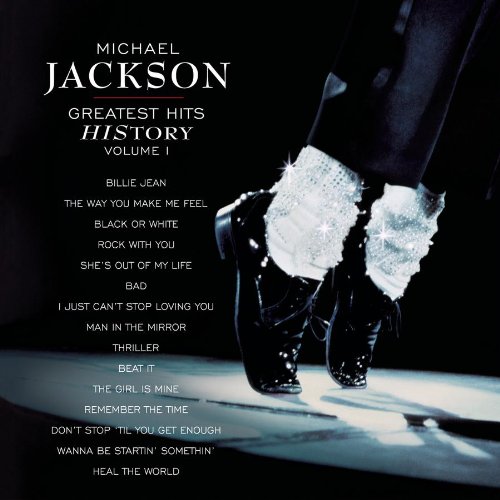 MICHAEL
JACKSON
GREATEST HITS
HISTORY
VOLUME I
BILLIE JEAN
THE WAY YOU MAKE ME FEEL
BLACK OR WHITE
ROCK WITH YOU
SHE'S OUT OF MY LIFE
BAD
I JUST CAN'T STOP LOVING YOU
MAN IN THE MIRROR
THRILLER
BEAT IT
THE GIRL IS MINE
REMEMBER THE TIME
DON'T STOP 'TIL YOU GET ENOUGH
WANNA BE STARTIN' SOMETHIN'
HEAL THE WORLD